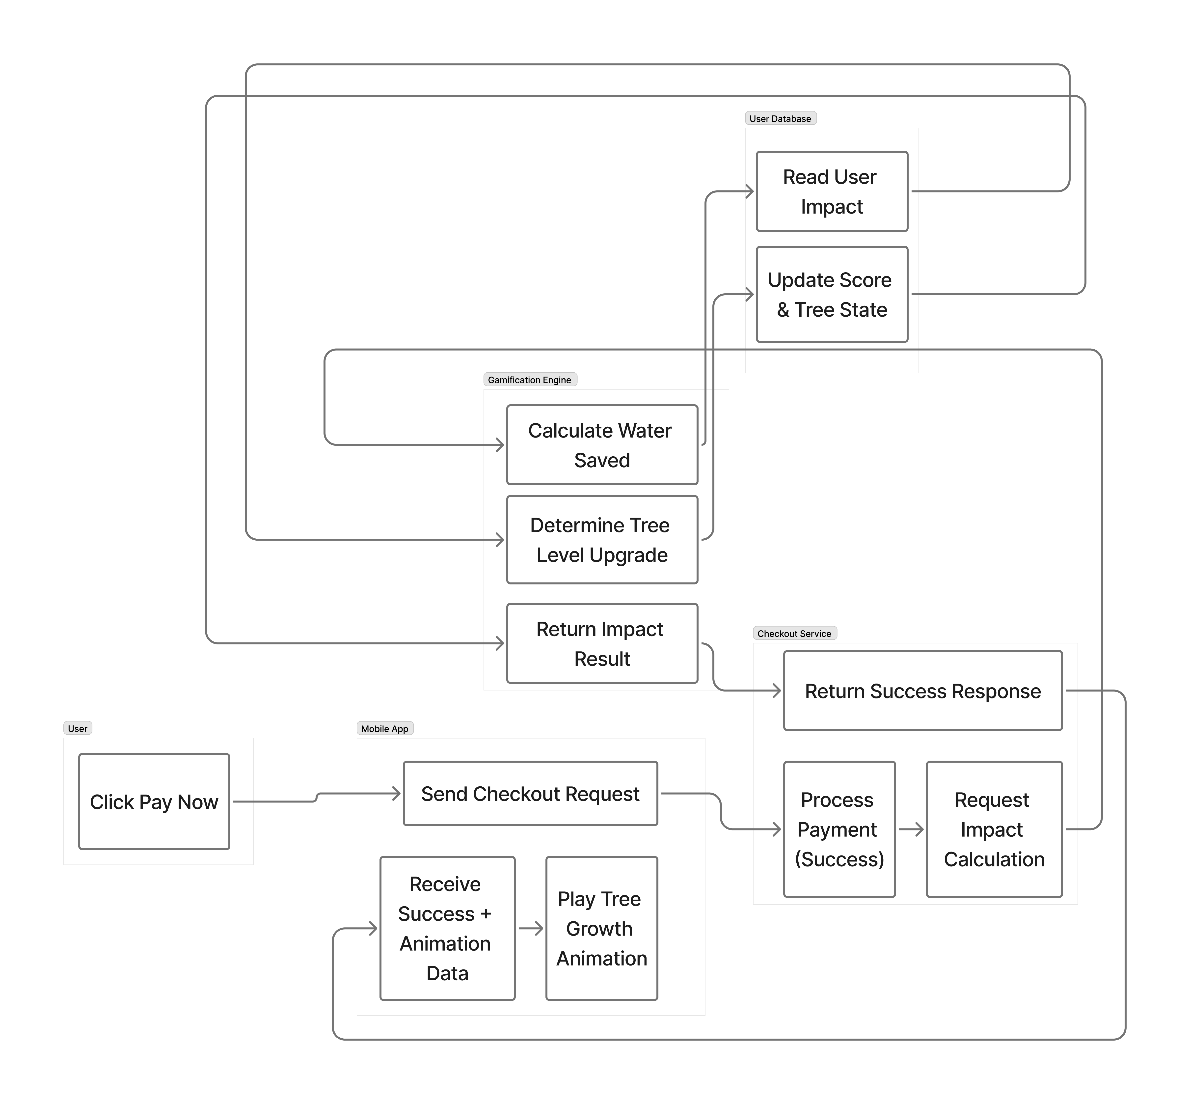 User Database
Read User
Impact
Update Score
& Tree State
Gamification Engine
Calculate Water
Saved
Determine Tree
Level Upgrade
Return Impact
Result
Checkout Service
Return Success Response
Process
Payment
(Success)
Request
Impact
Calculation
User
Click Pay Now
Mobile App
Send Checkout Request
Receive
Success +
Animation
Data
Play Tree
Growth
Animation